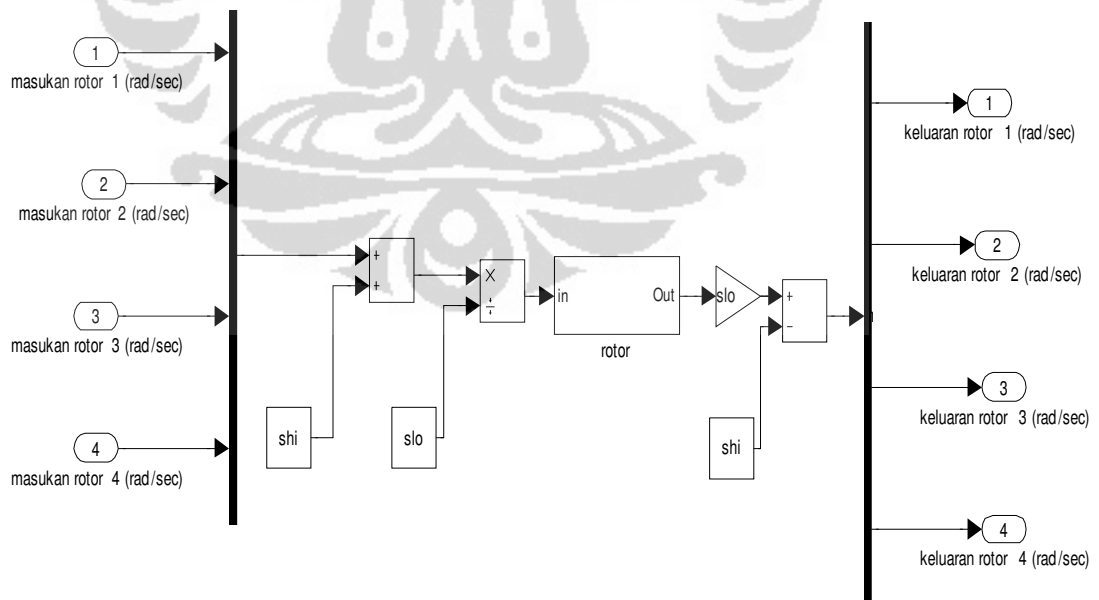 1
masukan rotor 1 (rad/sec)
2
masukan rotor 2 (rad/sec)
3
masukan rotor 3 (rad/sec)
4
masukan rotor 4 (rad/sec)
+
+
shi
X
÷
slo
in
Out
rotor
slo
+
−
shi
1
keluaran rotor 1 (rad/sec)
2
keluaran rotor 2 (rad/sec)
3
keluaran rotor 3 (rad/sec)
4
keluaran rotor 4 (rad/sec)